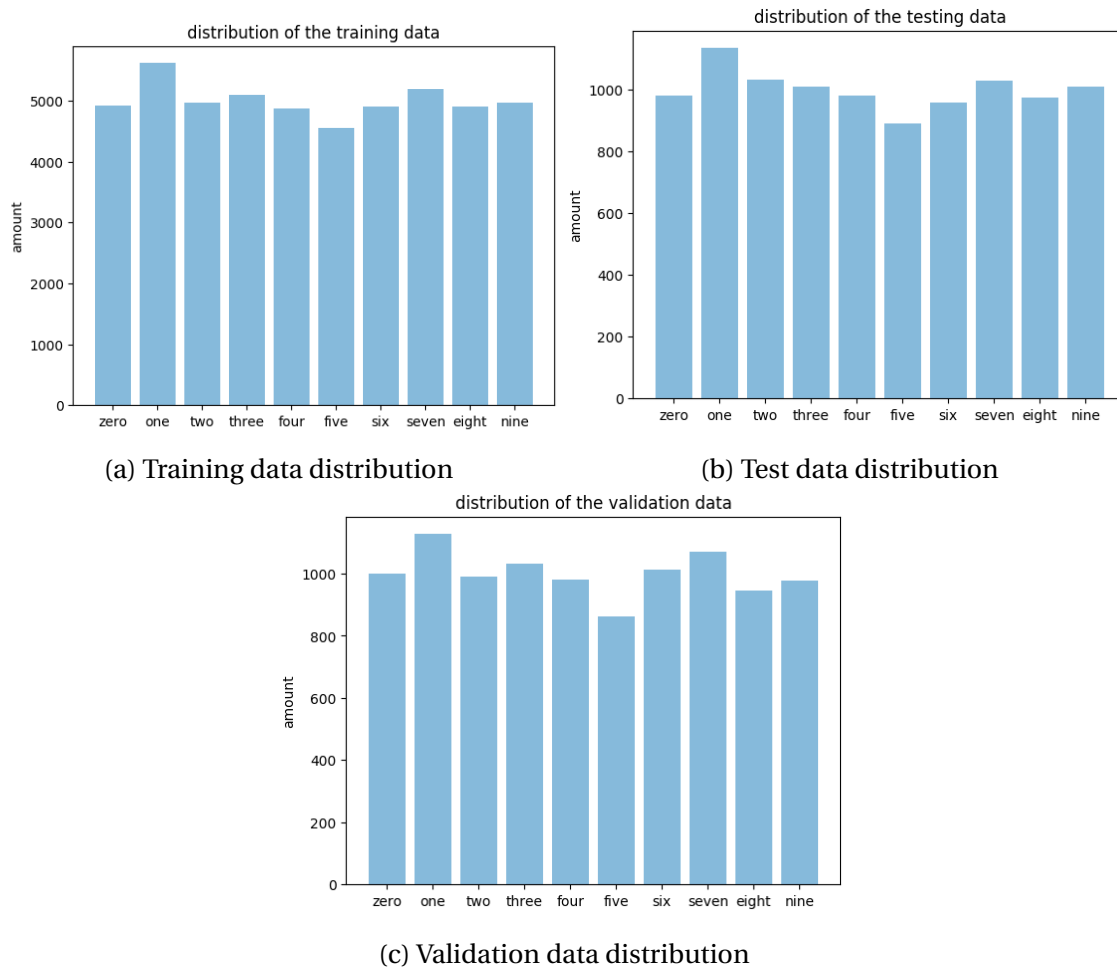 distribution of the training data
amount
5000
4000
3000
2000
1000
0
zero one two three four five six seven eight nine
(a) Training data distribution
distribution of the testing data
amount
1000
800
600
400
200
0
zero one two three four five six seven eight nine
(b) Test data distribution
distribution of the validation data
amount
1000
800
600
400
200
0
zero one two three four five six seven eight nine
(c) Validation data distribution